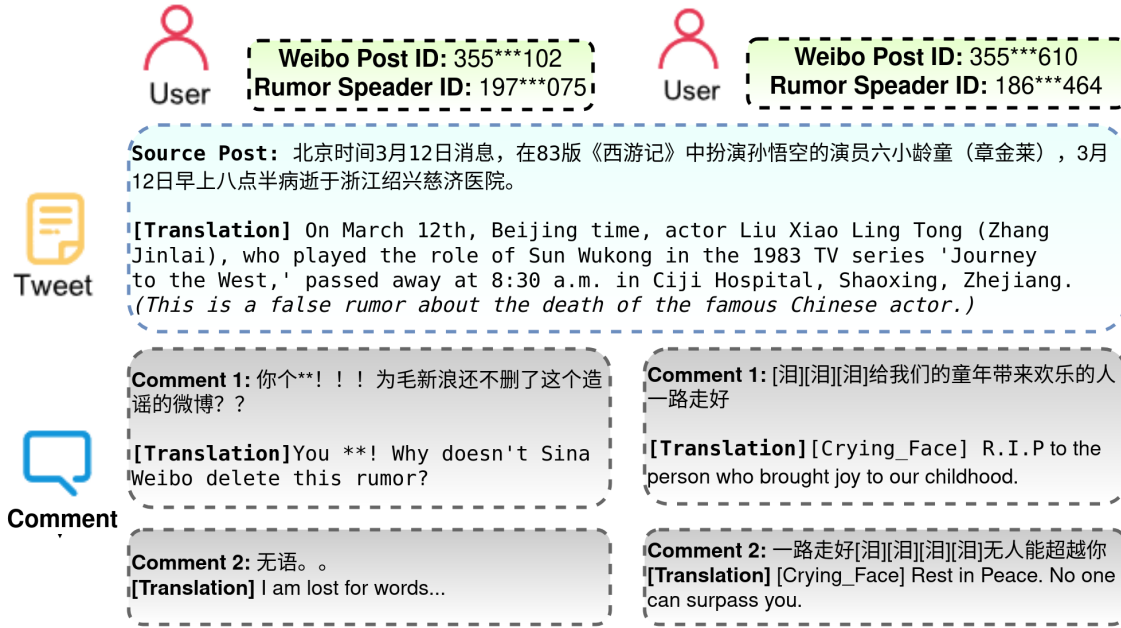 Weibo Post ID: 355***102
Rumor Speader ID: 197***075
User
Weibo Post ID: 355***610
Rumor Speader ID: 186***464
User
Tweet
Source Post: 北京时间3月12日消息，在83版《西游记》中扮演孙悟空的演员六小龄童（章金莱），3月
12日早上八点半病逝于浙江绍兴慈济医院。
[Translation] On March 12th, Beijing time, actor Liu Xiao Ling Tong (Zhang
Jinlai), who played the role of Sun Wukong in the 1983 TV series 'Journey
to the West,' passed away at 8:30 a.m. in Ciji Hospital, Shaoxing, Zhejiang.
(This is a false rumor about the death of the famous Chinese actor.)
Comment
Comment 1: 你个**！！！为毛新浪还不删了这个造
谣的微博？？
[Translation]You **! Why doesn't Sina
Weibo delete this rumor?
Comment 2: 无语。。
[Translation] I am lost for words...
Comment 1: [泪][泪][泪]给我们的童年带来欢乐的人
一路走好
[Translation][Crying_Face] R.I.P to the
person who brought joy to our childhood.
Comment 2: 一路走好[泪][泪][泪][泪]无人能超越你
[Translation] [Crying_Face] Rest in Peace. No one
can surpass you.